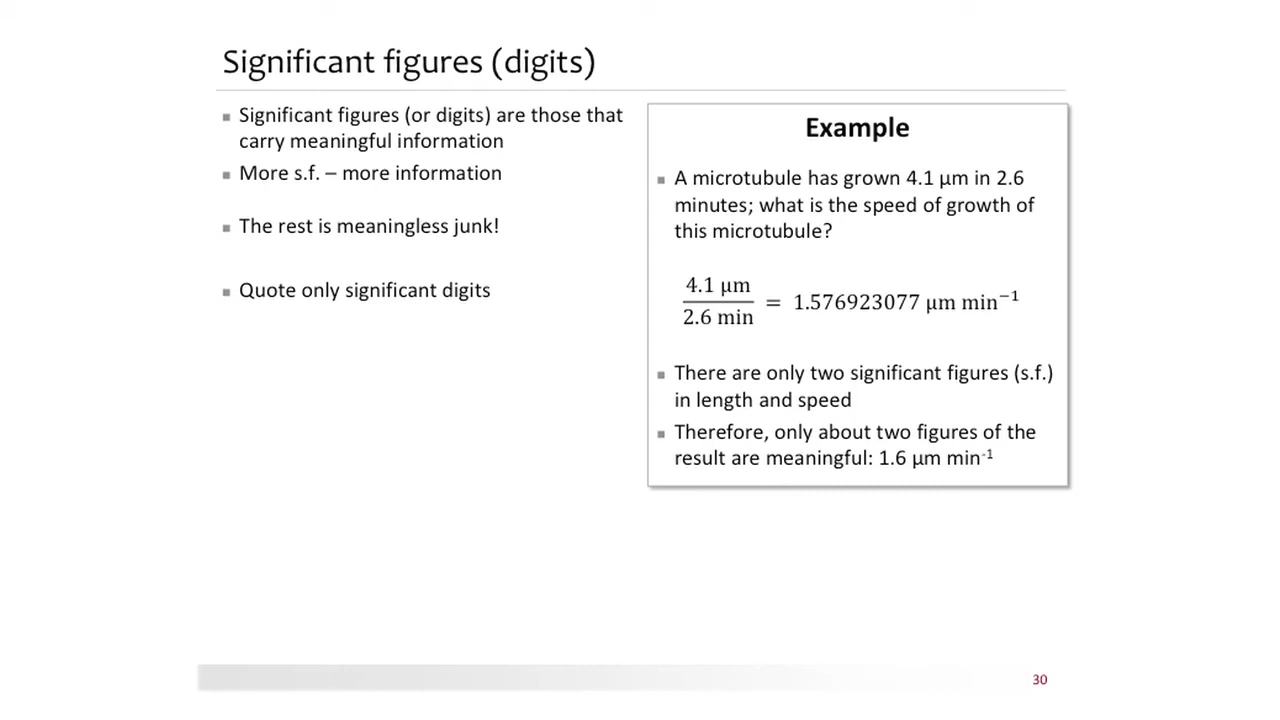 Significant figures (digits)
Significant figures (or digits) are those that
carry meaningful information
More s.f. – more information
The rest is meaningless junk!
Quote only significant digits
Example
A microtubule has grown 4.1 μm in 2.6
minutes; what is the speed of growth of
this microtubule?
4.1 μm
2.6 min
= 1.576923077 μm min⁻¹
There are only two significant figures (s.f.)
in length and speed
Therefore, only about two figures of the
result are meaningful: 1.6 μm min⁻¹
30